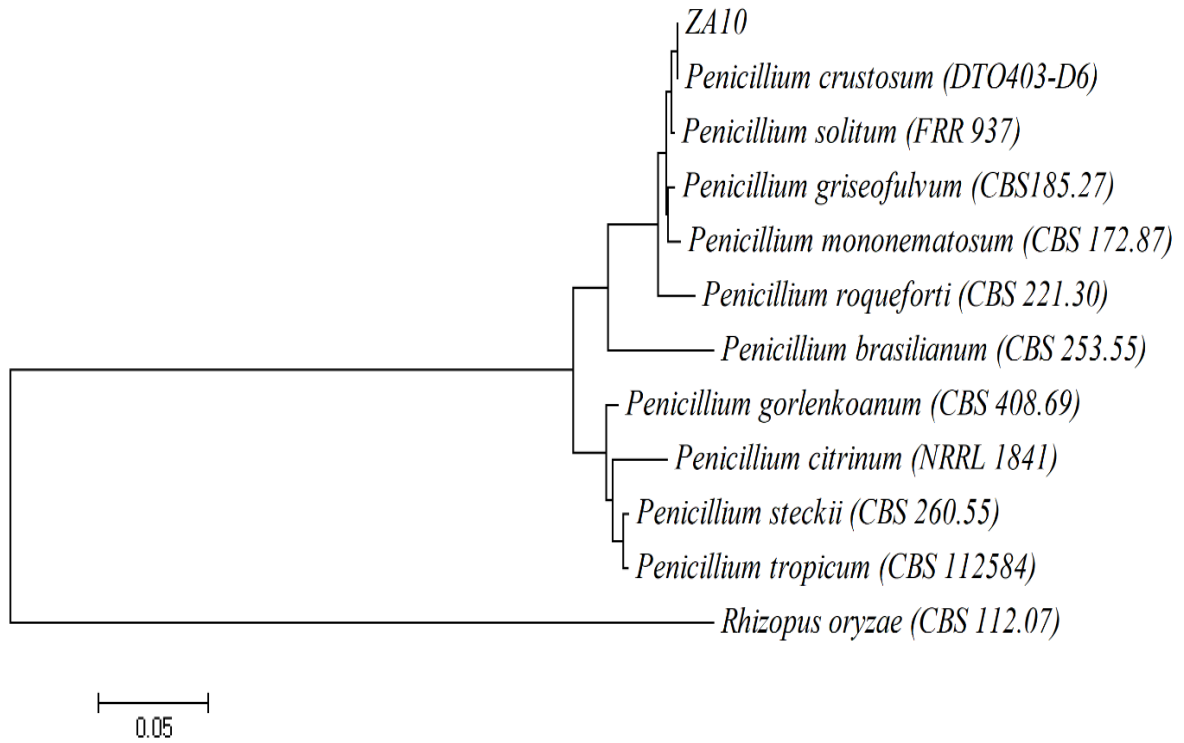 ZA10
Penicillium crustosum (DTO403-D6)
Penicillium solitum (FRR 937)
Penicillium griseofulvum (CBS185.27)
Penicillium mononematosum (CBS 172.87)
Penicillium roqueforti (CBS 221.30)
Penicillium brasilianum (CBS 253.55)
Penicillium gorlenkoanum (CBS 408.69)
Penicillium citrinum (NRRL 1841)
Penicillium steckii (CBS 260.55)
Penicillium tropicum (CBS 112584)
Rhizopus oryzae (CBS 112.07)
0.05